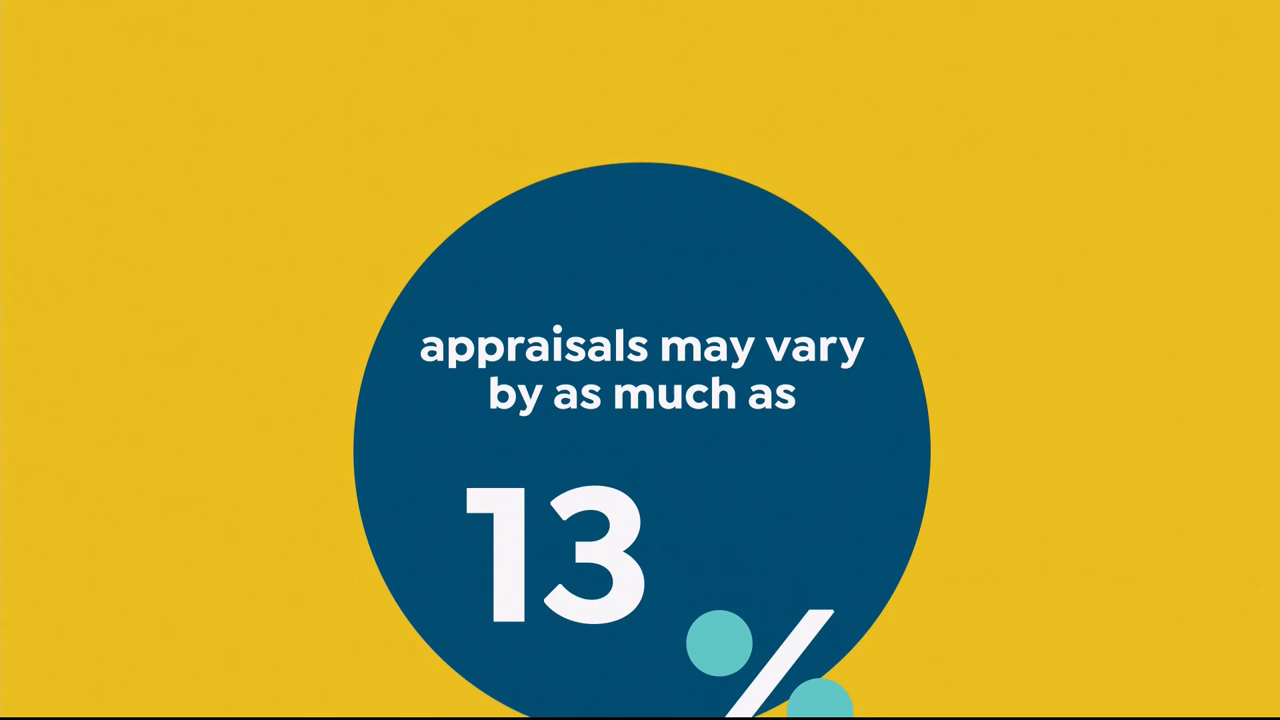 appraisals may vary
by as much as
13
%